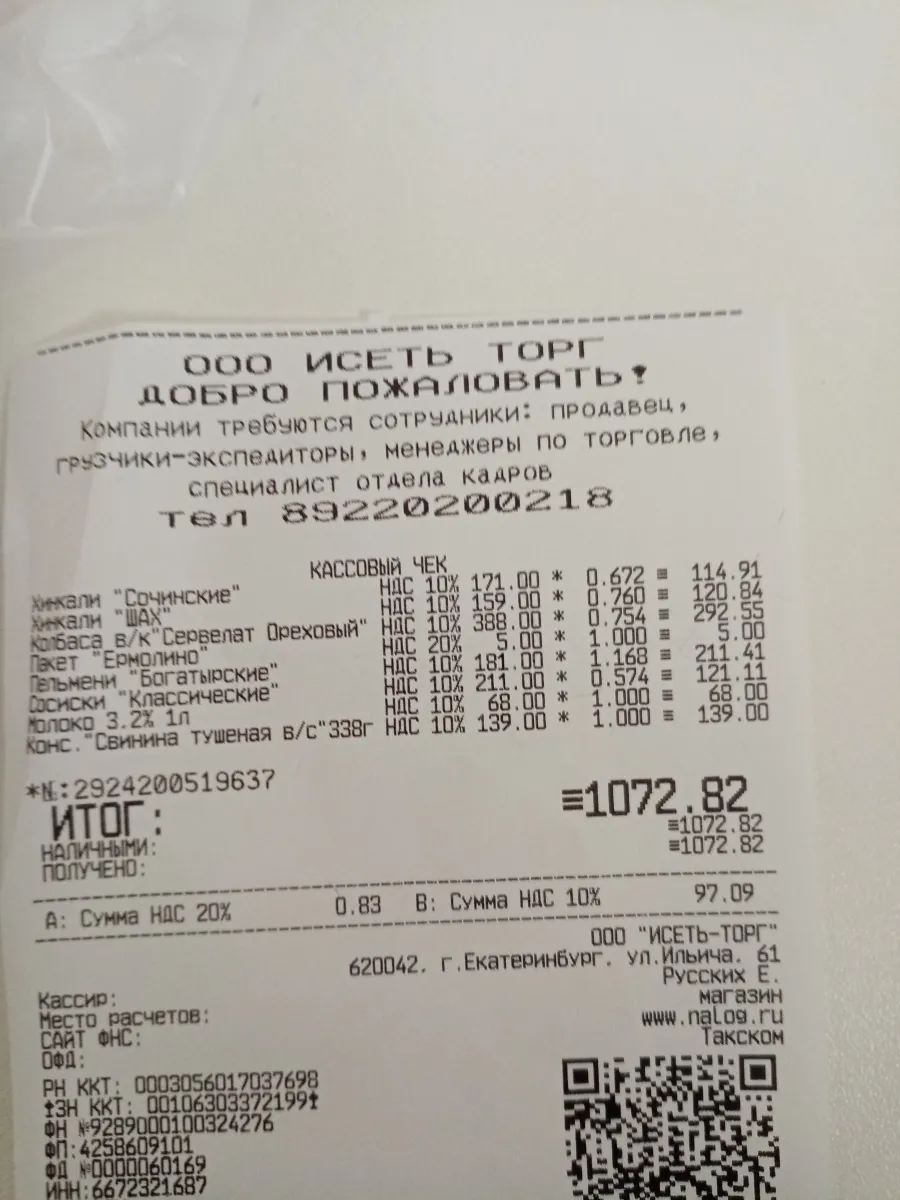 ООО ИСЕТЬ ТОРГ
ДОБРО ПОЖАЛОВАТЬ!
Компании требуются сотрудники: продавец,
грузчики-экспедиторы, менеджеры по торговле,
специалист отдела кадров
тел 89220200218
КАССОВЫЙ ЧЕК
Хинкали "Сочинские" НДС 10% 171.00 * 0.672 ≡ 114.91
Хинкали "ШАХ" НДС 10% 159.00 * 0.760 ≡ 120.84
Колбаса в/к"Сервелат Ореховый" НДС 10% 388.00 * 0.754 ≡ 292.55
Пакет "Ермолино" НДС 20% 5.00 * 1.000 ≡ 5.00
Пельмени "Богатырские" НДС 10% 181.00 * 1.168 ≡ 211.41
Сосиски "Классические" НДС 10% 211.00 * 0.574 ≡ 121.11
Молоко 3.2% 1л НДС 10% 68.00 * 1.000 ≡ 68.00
Конс."Свинина тушеная в/с"338г НДС 10% 139.00 * 1.000 ≡ 139.00
*№:2924200519637
ИТОГ: ≡1072.82
НАЛИЧНЫМИ: ≡1072.82
ПОЛУЧЕНО: ≡1072.82
А: Сумма НДС 20% 0.83 В: Сумма НДС 10% 97.09
ООО "ИСЕТЬ-ТОРГ"
620042. г.Екатеринбург. ул.Ильича. 61
Кассир: Русских Е.
Место расчетов: магазин
САЙТ ФНС: www.nalog.ru
ОФД: Такском
РН ККТ: 0003056017037698
↑ЗН ККТ: 00106303372199↑
ФН №9289000100324276
ФП:4258609101
ФД №0000060169
ИНН:6672321687